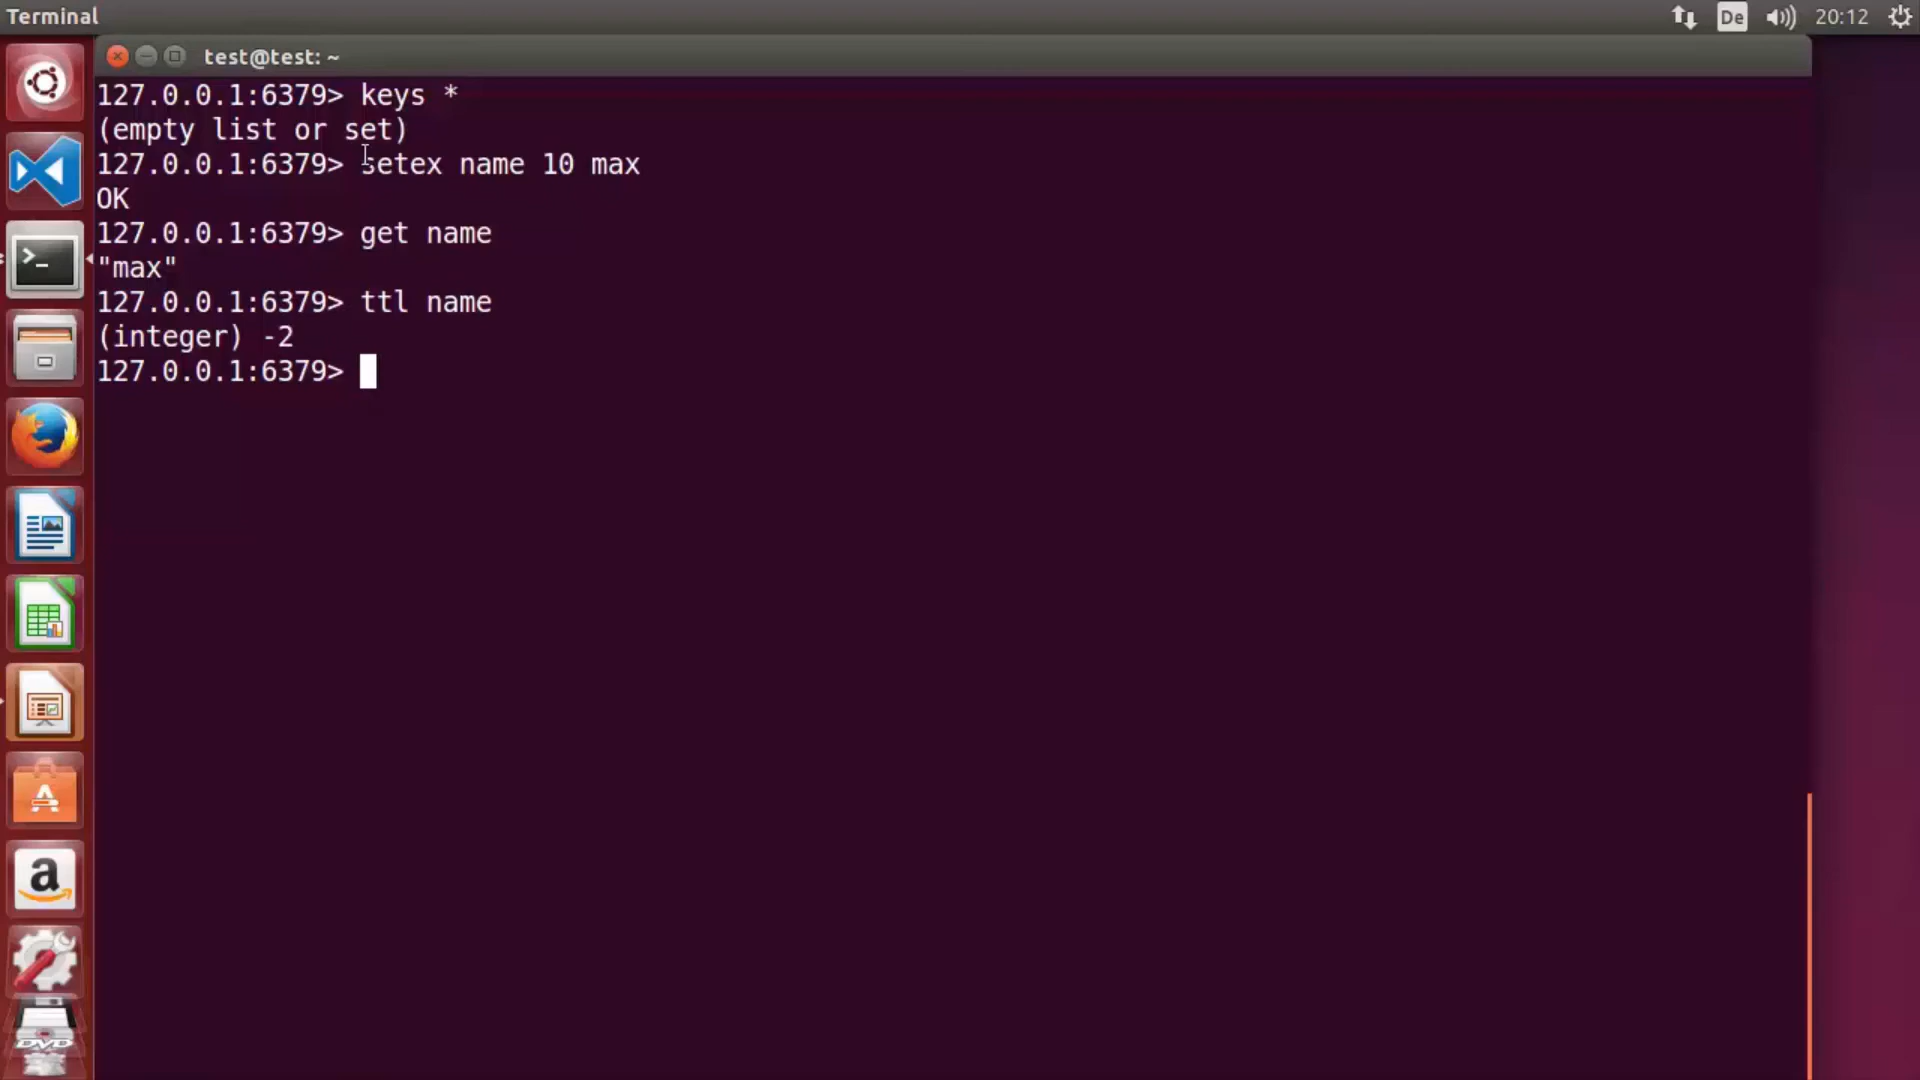 Terminal
De
20:12
test@test: ~
127.0.0.1:6379> keys *
(empty list or set)
127.0.0.1:6379> setex name 10 max
OK
127.0.0.1:6379> get name
"max"
127.0.0.1:6379> ttl name
(integer) -2
127.0.0.1:6379>
>_
A
a
DVD